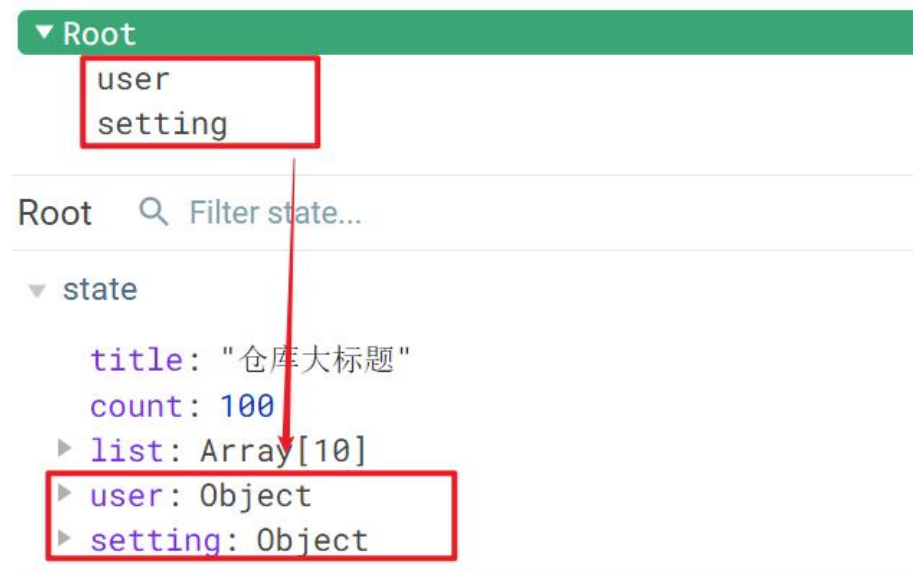 Root
user
setting
Root Filter state...
state
title: "仓库大标题"
count: 100
list: Array[10]
user: Object
setting: Object